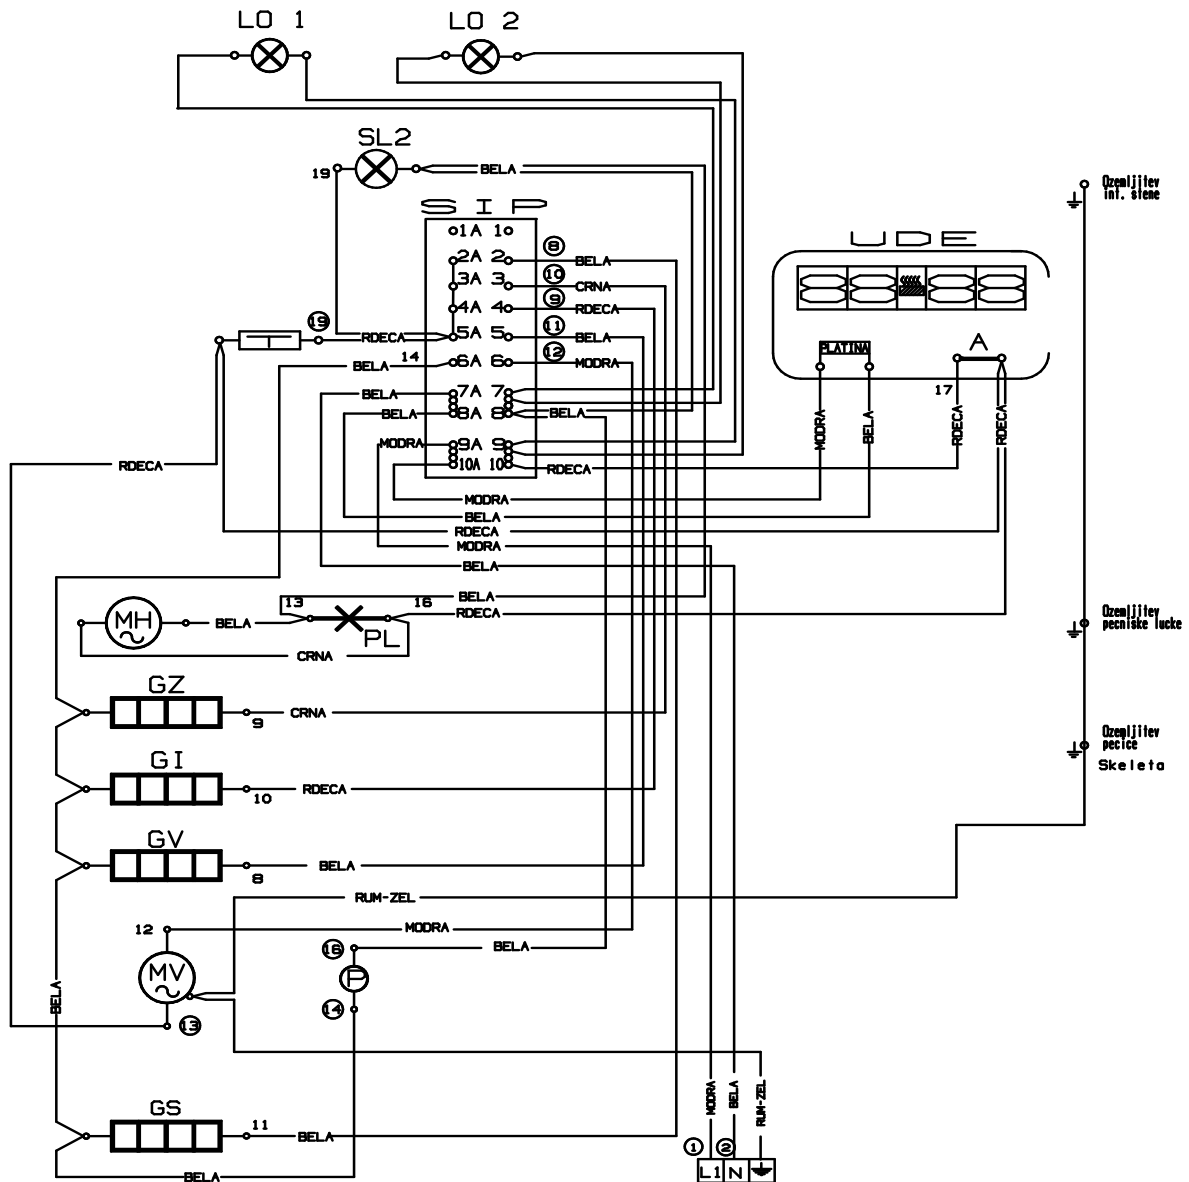 LO 1
LO 2
SL2
19
BELA
SIP
1A 1
2A 2
3A 3
4A 4
5A 5
6A 6
7A 7
8A 8
9A 9
10A 10
8
BELA
10
CRNA
9
RDECA
11
BELA
12
MODRA
19
RDECA
14
BELA
BELA
BELA
BELA
MODRA
RDECA
RDECA
UDE
PLATINA
A
17
MODRA
BELA
RDECA
RDECA
Ozemljitev
int. stene
MODRA
BELA
RDECA
MODRA
BELA
BELA
13
16
RDECA
MH
BELA
PL
CRNA
Ozemljitev
pecniske lucke
GZ
9
CRNA
GI
10
RDECA
Ozemljitev
pecice
Skeleta
GV
8
BELA
RUM-ZEL
12
MODRA
MV
13
16
BELA
P
14
BELA
GS
11
BELA
BELA
MODRA
BELA
RUM-ZEL
1
2
L1
N